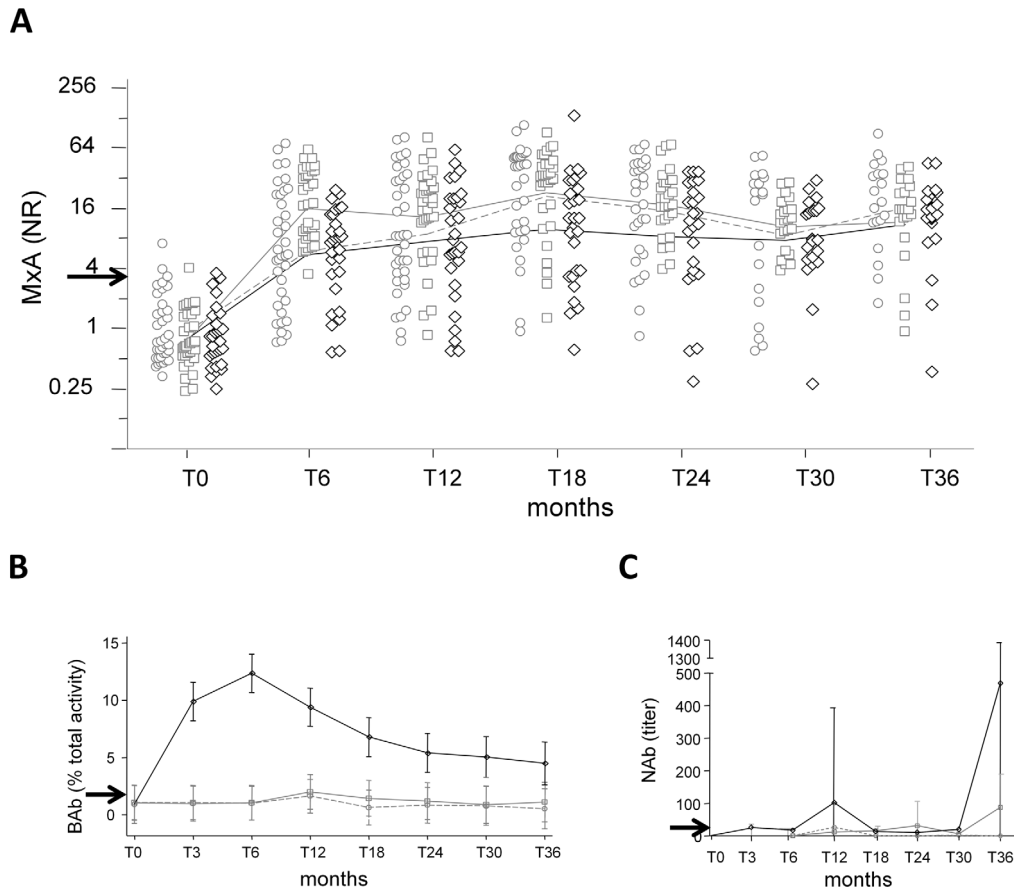 A
256
64
16
4
1
0.25
MxA (NR)
T0 T6 T12 T18 T24 T30 T36
months
B
15
10
5
0
BAb (% total activity)
T0 T3 T6 T12 T18 T24 T30 T36
months
C
1400
1300
500
400
300
200
100
0
NAb (titer)
T0 T3 T6 T12 T18 T24 T30 T36
months